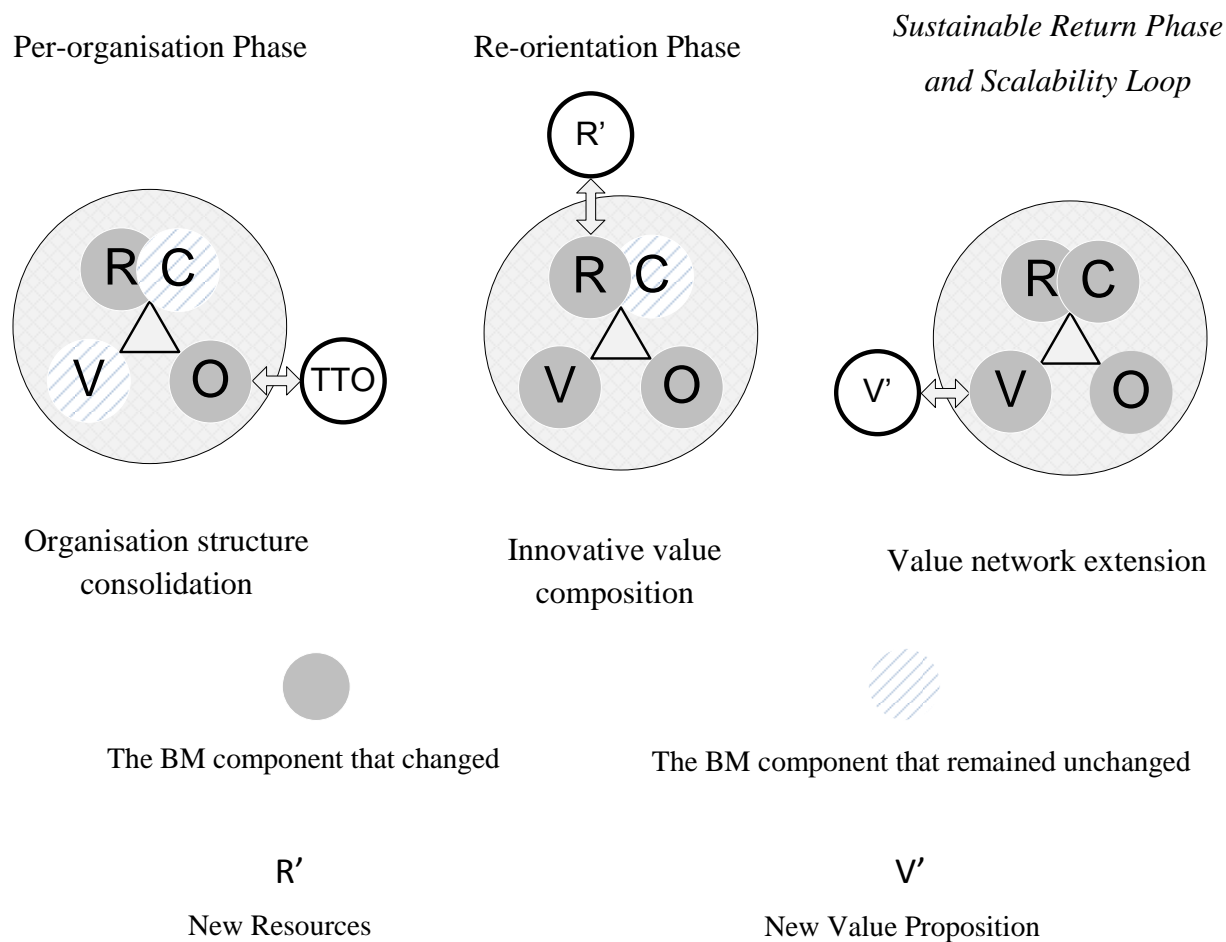 Per-organisation Phase
Re-orientation Phase
Sustainable Return Phase
and Scalability Loop
R'
R C
V O
TTO
R C
V O
R C
V O
V'
Organisation structure
consolidation
Innovative value
composition
Value network extension
The BM component that changed
The BM component that remained unchanged
R'
New Resources
V'
New Value Proposition